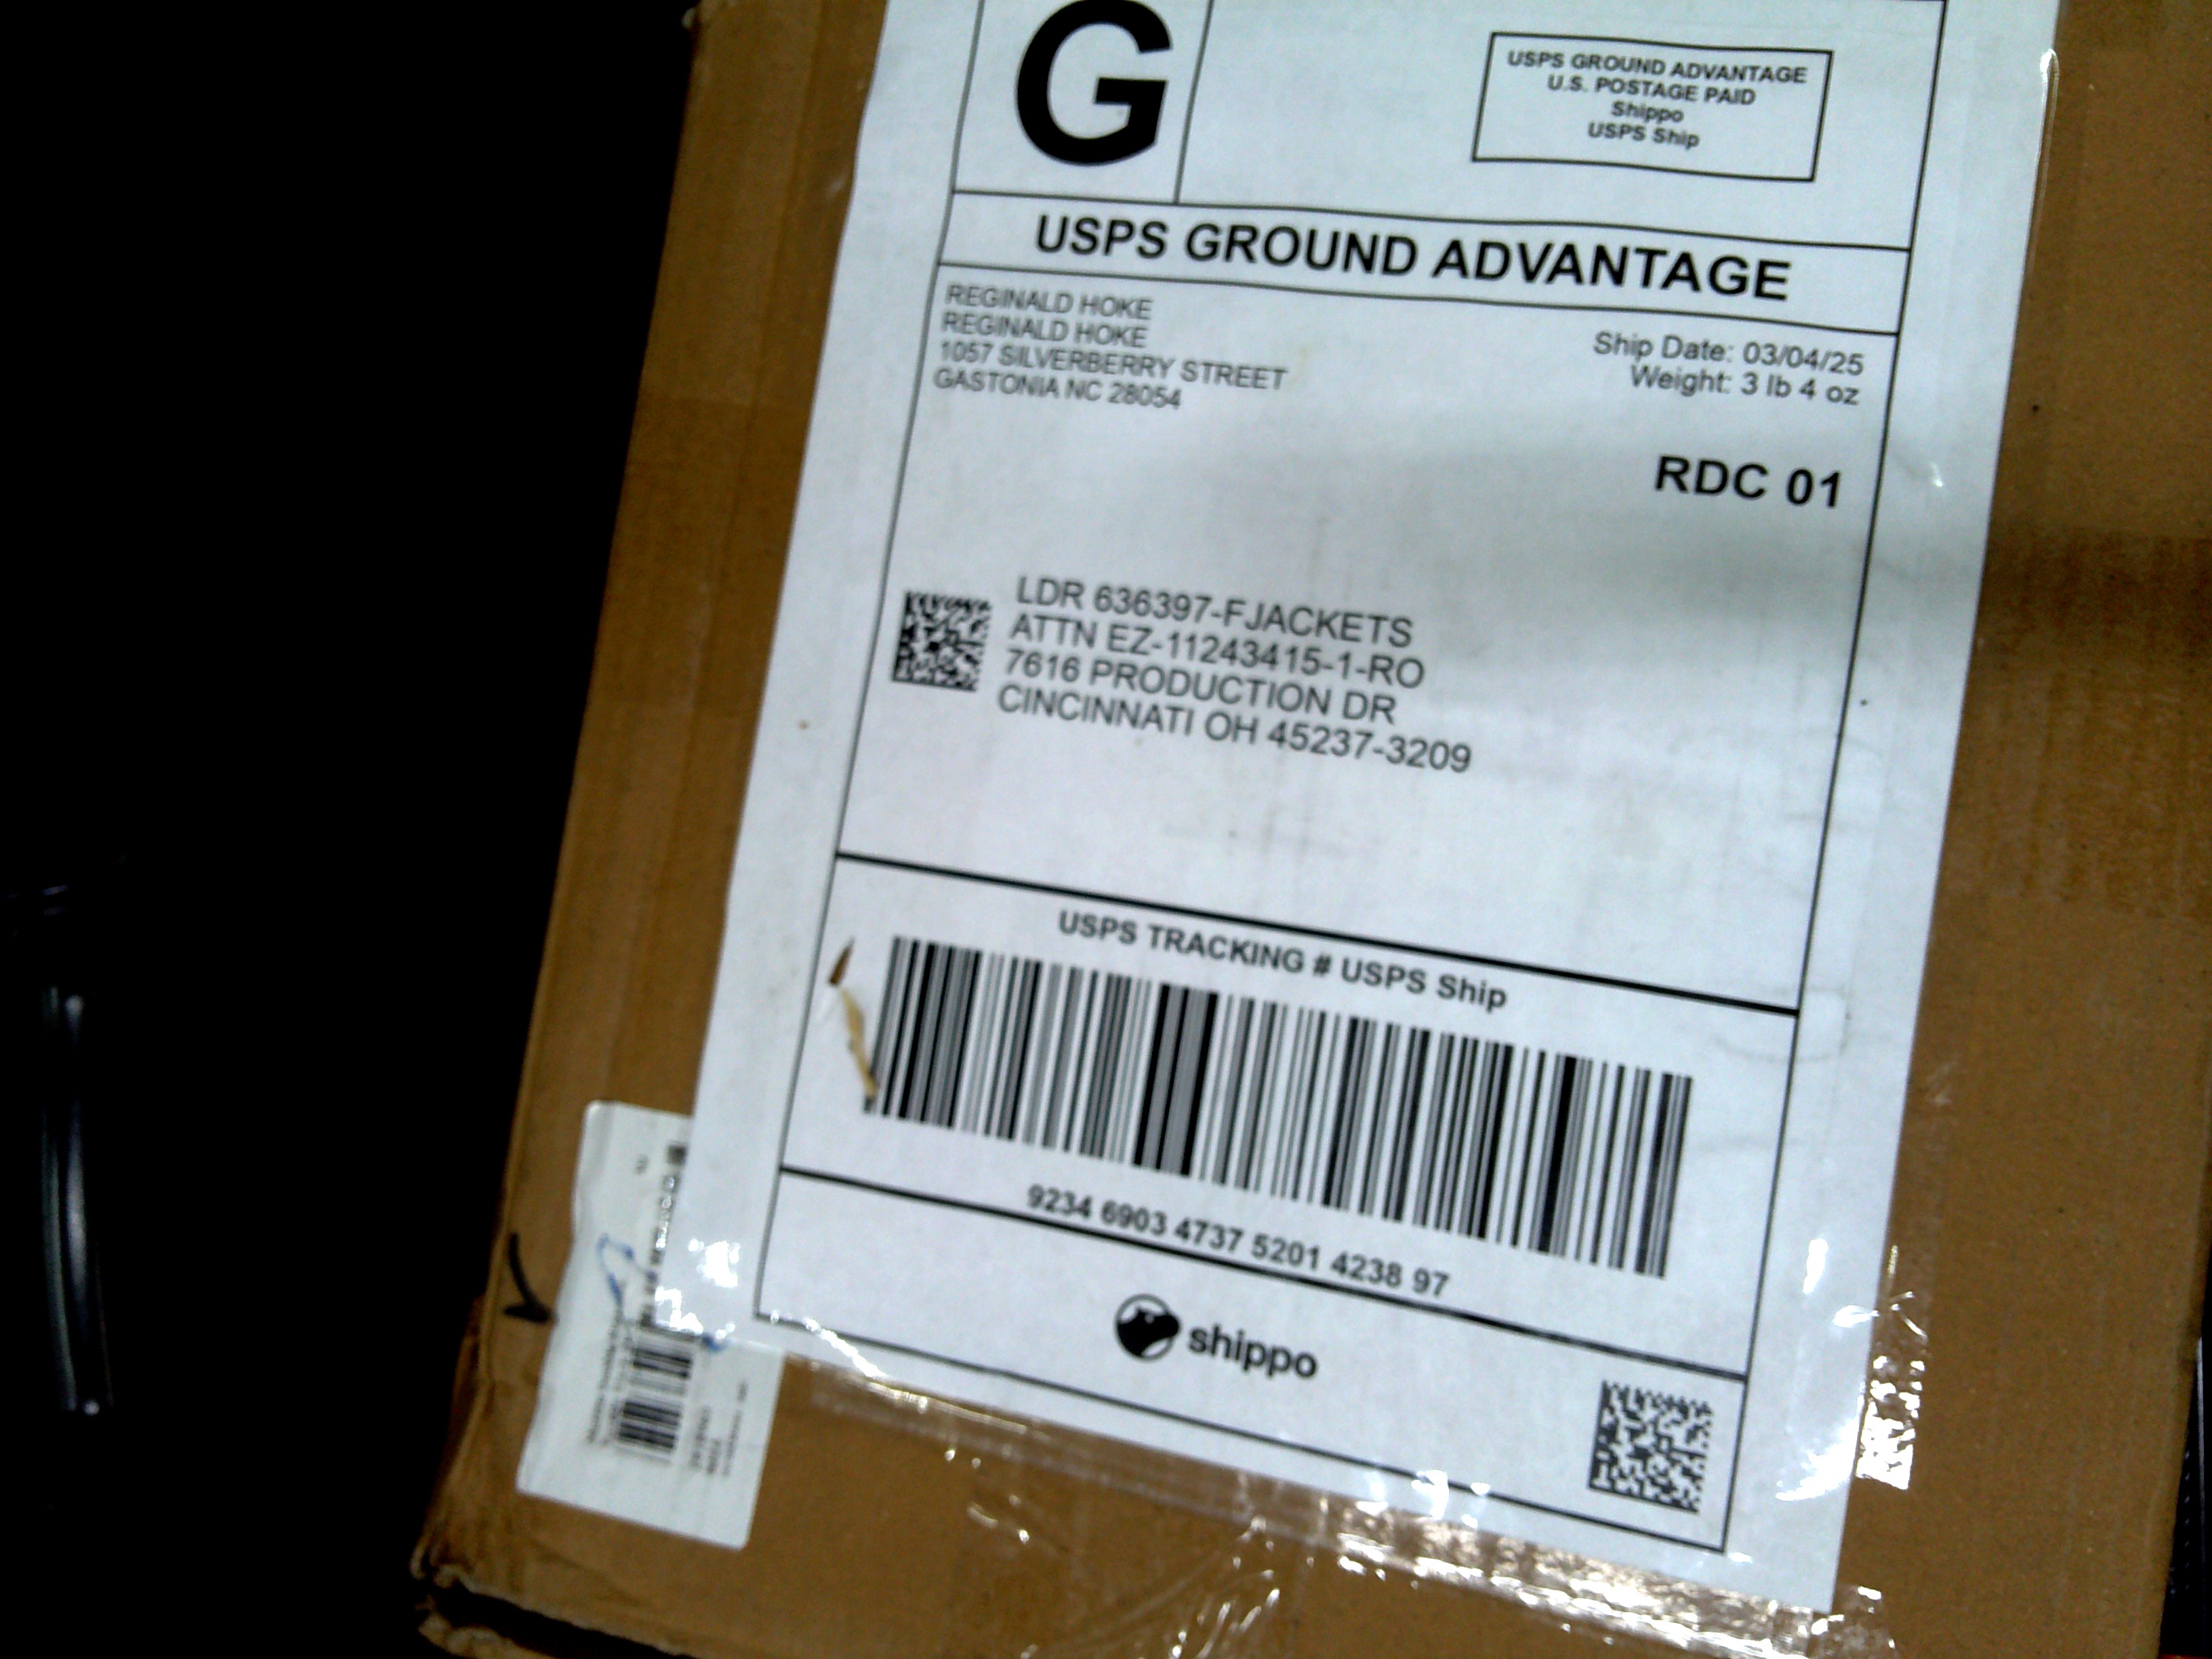 G
USPS GROUND ADVANTAGE
U.S. POSTAGE PAID
Shippo
USPS Ship
USPS GROUND ADVANTAGE
REGINALD HOKE
REGINALD HOKE
1057 SILVERBERRY STREET
GASTONIA NC 28054
Ship Date: 03/04/25
Weight: 3 lb 4 oz
RDC 01
LDR 636397-FJACKETS
ATTN EZ-11243415-1-RO
7616 PRODUCTION DR
CINCINNATI OH 45237-3209
USPS TRACKING # USPS Ship
9234 6903 4737 5201 4238 97
shippo